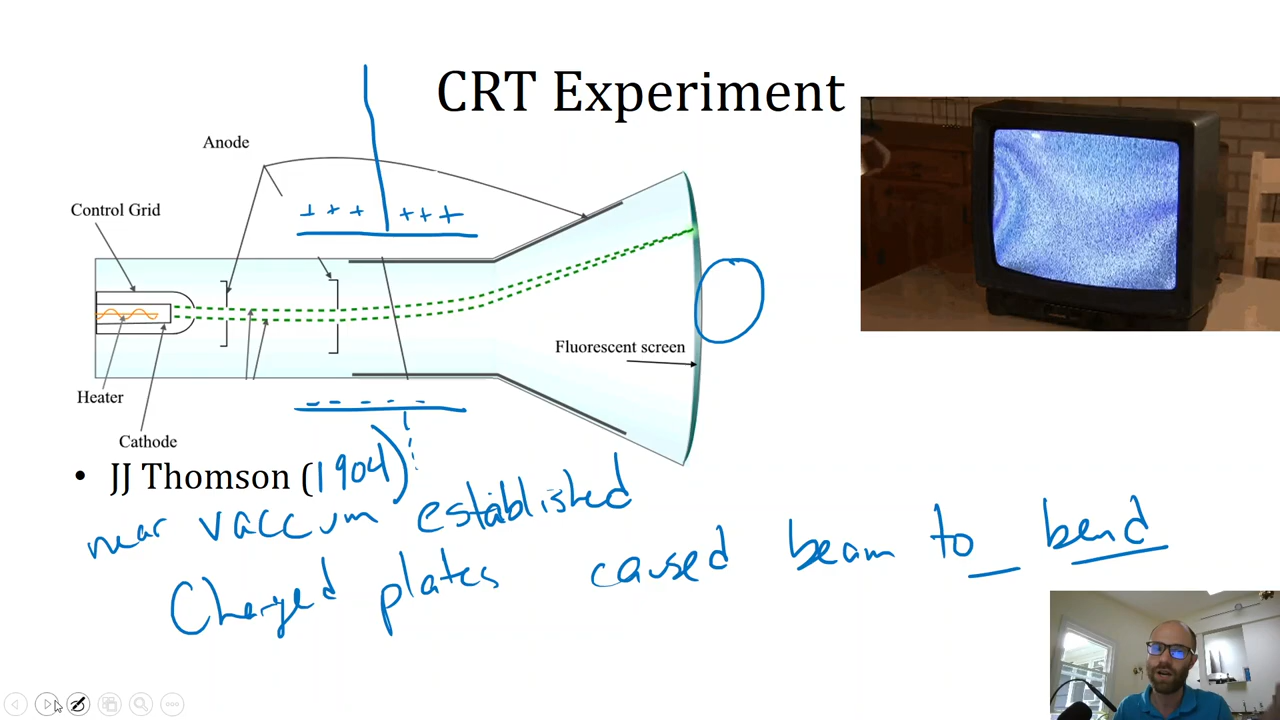 CRT Experiment
Anode
+ + + + + +
Control Grid
Fluorescent screen
Heater
- - - - -
Cathode
• JJ Thomson (1904)
near vaccum established
Charged plates caused beam to bend